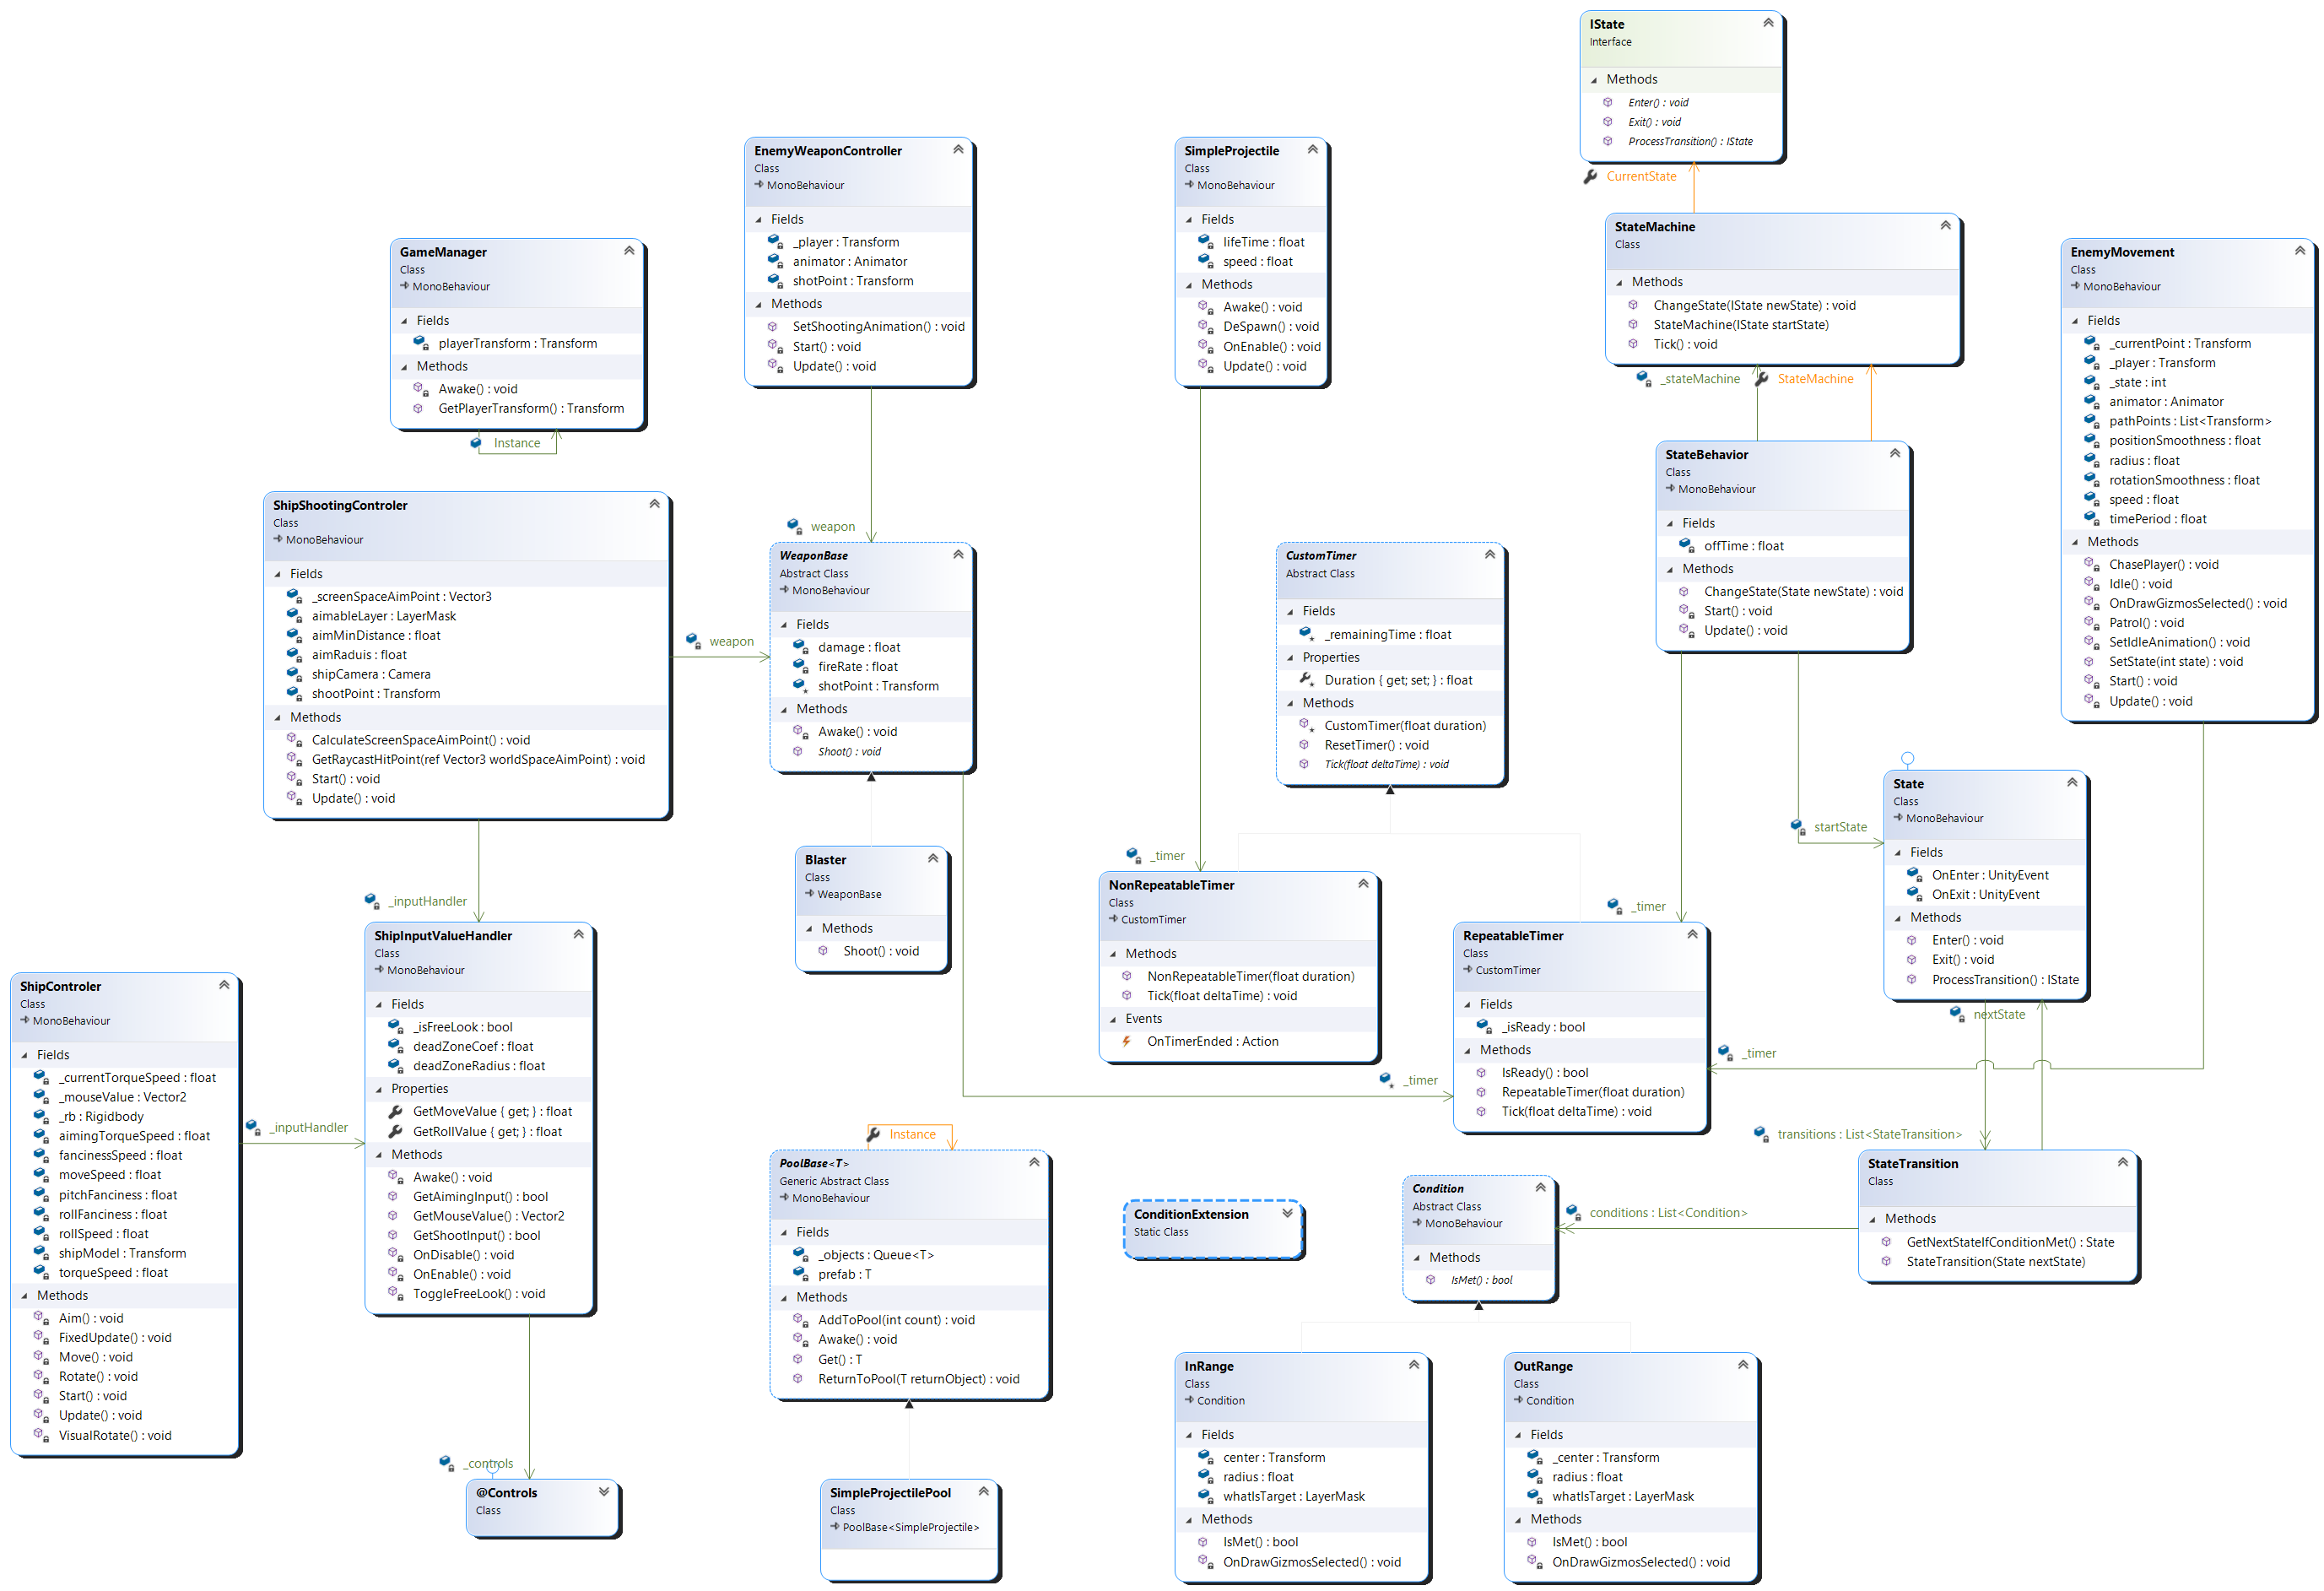 IState
Interface
Methods
Enter() : void
Exit() : void
ProcessTransition() : IState
CurrentState
EnemyWeaponController
Class
MonoBehaviour
Fields
_player : Transform
animator : Animator
shotPoint : Transform
Methods
SetShootingAnimation() : void
Start() : void
Update() : void
weapon
SimpleProjectile
Class
MonoBehaviour
Fields
lifeTime : float
speed : float
Methods
Awake() : void
DeSpawn() : void
OnEnable() : void
Update() : void
_timer
StateMachine
Class
Methods
ChangeState(IState newState) : void
StateMachine(IState startState)
Tick() : void
_stateMachine
StateMachine
GameManager
Class
MonoBehaviour
Fields
playerTransform : Transform
Methods
Awake() : void
GetPlayerTransform() : Transform
Instance
EnemyMovement
Class
MonoBehaviour
Fields
_currentPoint : Transform
_player : Transform
_state : int
animator : Animator
pathPoints : List<Transform>
positionSmoothness : float
radius : float
rotationSmoothness : float
speed : float
timePeriod : float
Methods
ChasePlayer() : void
Idle() : void
OnDrawGizmosSelected() : void
Patrol() : void
SetIdleAnimation() : void
SetState(int state) : void
Start() : void
Update() : void
_timer
StateBehavior
Class
MonoBehaviour
Fields
offTime : float
Methods
ChangeState(State newState) : void
Start() : void
Update() : void
_timer
startState
ShipShootingControler
Class
MonoBehaviour
Fields
_screenSpaceAimPoint : Vector3
aimableLayer : LayerMask
aimMinDistance : float
aimRaduis : float
shipCamera : Camera
shootPoint : Transform
Methods
CalculateScreenSpaceAimPoint() : void
GetRaycastHitPoint(ref Vector3 worldSpaceAimPoint) : void
Start() : void
Update() : void
weapon
_inputHandler
WeaponBase
Abstract Class
MonoBehaviour
Fields
damage : float
fireRate : float
shotPoint : Transform
Methods
Awake() : void
Shoot() : void
_timer
CustomTimer
Abstract Class
Fields
_remainingTime : float
Properties
Duration { get; set; } : float
Methods
CustomTimer(float duration)
ResetTimer() : void
Tick(float deltaTime) : void
State
Class
MonoBehaviour
Fields
OnEnter : UnityEvent
OnExit : UnityEvent
Methods
Enter() : void
Exit() : void
ProcessTransition() : IState
nextState
transitions : List<StateTransition>
Blaster
Class
WeaponBase
Methods
Shoot() : void
NonRepeatableTimer
Class
CustomTimer
Methods
NonRepeatableTimer(float duration)
Tick(float deltaTime) : void
Events
OnTimerEnded : Action
RepeatableTimer
Class
CustomTimer
Fields
_isReady : bool
Methods
IsReady() : bool
RepeatableTimer(float duration)
Tick(float deltaTime) : void
ShipInputValueHandler
Class
MonoBehaviour
Fields
_isFreeLook : bool
deadZoneCoef : float
deadZoneRadius : float
Properties
GetMoveValue { get; } : float
GetRollValue { get; } : float
Methods
Awake() : void
GetAimingInput() : bool
GetMouseValue() : Vector2
GetShootInput() : bool
OnDisable() : void
OnEnable() : void
ToggleFreeLook() : void
_controls
ShipControler
Class
MonoBehaviour
Fields
_currentTorqueSpeed : float
_mouseValue : Vector2
_rb : Rigidbody
aimingTorqueSpeed : float
fancinessSpeed : float
moveSpeed : float
pitchFanciness : float
rollFanciness : float
rollSpeed : float
shipModel : Transform
torqueSpeed : float
Methods
Aim() : void
FixedUpdate() : void
Move() : void
Rotate() : void
Start() : void
Update() : void
VisualRotate() : void
_inputHandler
Instance
PoolBase<T>
Generic Abstract Class
MonoBehaviour
Fields
_objects : Queue<T>
prefab : T
Methods
AddToPool(int count) : void
Awake() : void
Get() : T
ReturnToPool(T returnObject) : void
ConditionExtension
Static Class
Condition
Abstract Class
MonoBehaviour
Methods
IsMet() : bool
conditions : List<Condition>
StateTransition
Class
Methods
GetNextStateIfConditionMet() : State
StateTransition(State nextState)
InRange
Class
Condition
Fields
center : Transform
radius : float
whatIsTarget : LayerMask
Methods
IsMet() : bool
OnDrawGizmosSelected() : void
OutRange
Class
Condition
Fields
_center : Transform
radius : float
whatIsTarget : LayerMask
Methods
IsMet() : bool
OnDrawGizmosSelected() : void
@Controls
Class
SimpleProjectilePool
Class
PoolBase<SimpleProjectile>